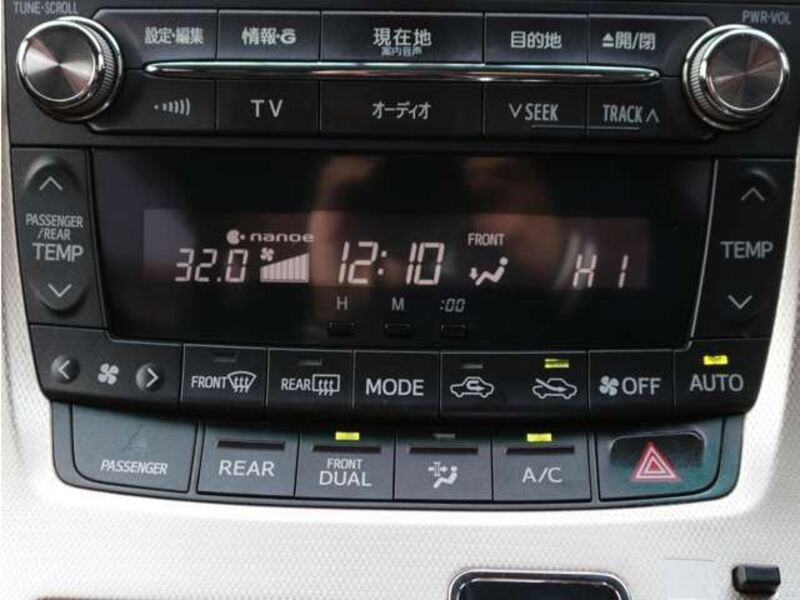 TUNE·SCROLL
PWR·VOL
設定・編集 情報・G 現在地 目的地 ⏏開/閉
案内音声
TV オーディオ ∨SEEK TRACK∧
PASSENGER
/REAR
TEMP
TEMP
nanoe FRONT
32.0 12:10 HI
H M :00
FRONT REAR MODE OFF AUTO
PASSENGER REAR FRONT
DUAL
A/C